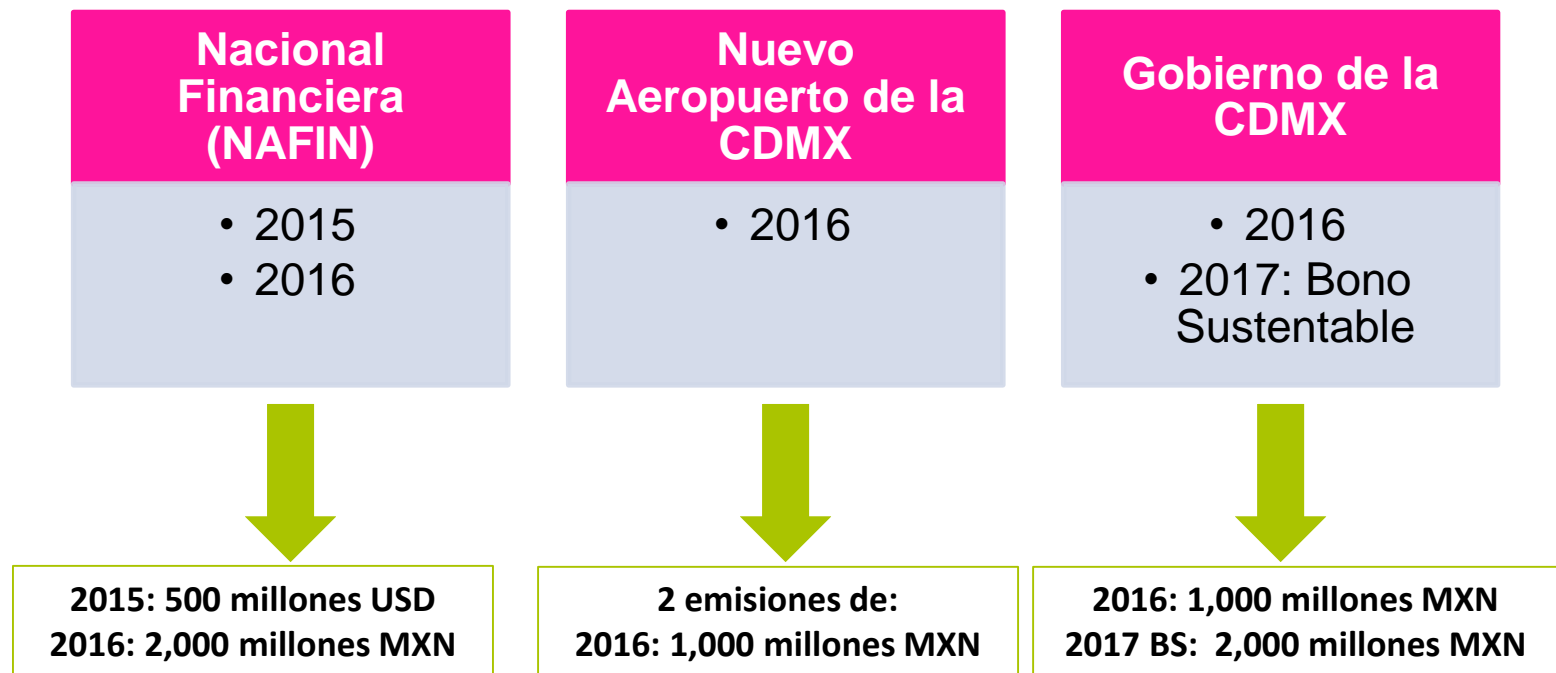 Nacional
Financiera
(NAFIN)
• 2015
• 2016
2015: 500 millones USD
2016: 2,000 millones MXN
Nuevo
Aeropuerto de la
CDMX
• 2016
2 emisiones de:
2016: 1,000 millones MXN
Gobierno de la
CDMX
• 2016
• 2017: Bono
Sustentable
2016: 1,000 millones MXN
2017 BS: 2,000 millones MXN